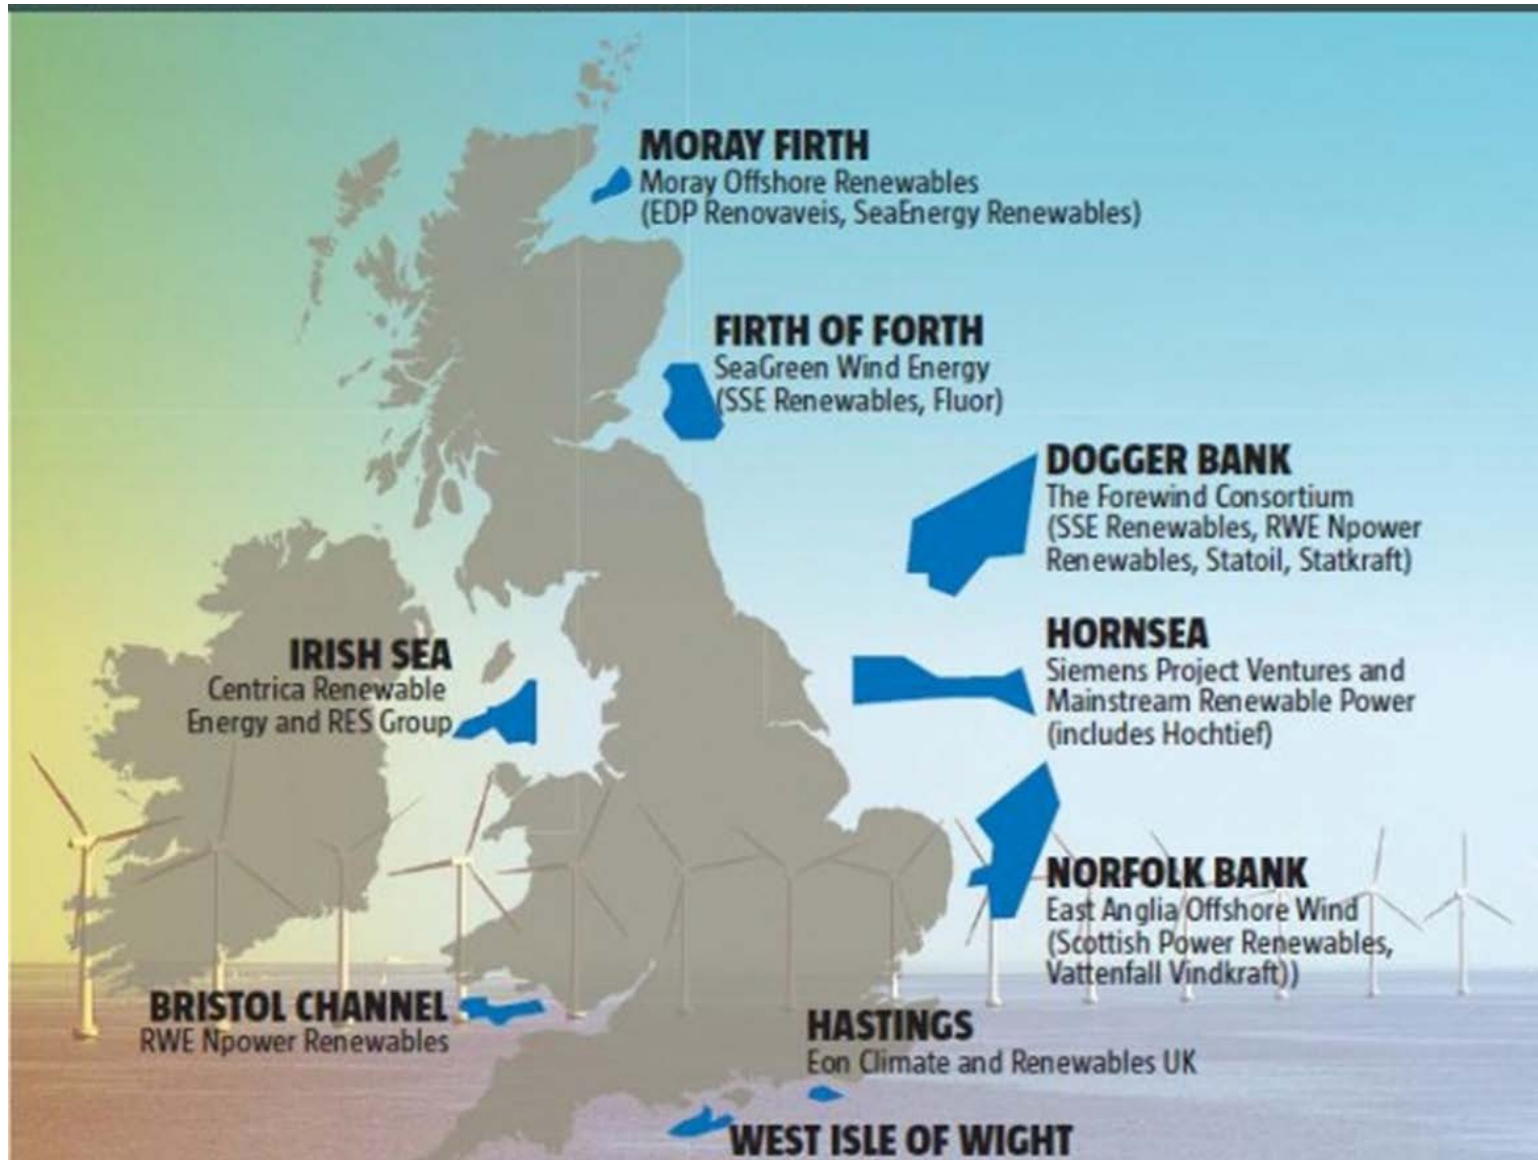 MORAY FIRTH
Moray Offshore Renewables
(EDP Renovaveis, SeaEnergy Renewables)
FIRTH OF FORTH
SeaGreen Wind Energy
(SSE Renewables, Fluor)
DOGGER BANK
The Forewind Consortium
(SSE Renewables, RWE Npower
Renewables, Statoil, Statkraft)
HORNSEA
Siemens Project Ventures and
Mainstream Renewable Power
(includes Hochtief)
IRISH SEA
Centrica Renewable
Energy and RES Group
NORFOLK BANK
East Anglia Offshore Wind
(Scottish Power Renewables,
Vattenfall Vindkraft))
BRISTOL CHANNEL
RWE Npower Renewables
HASTINGS
Eon Climate and Renewables UK
WEST ISLE OF WIGHT